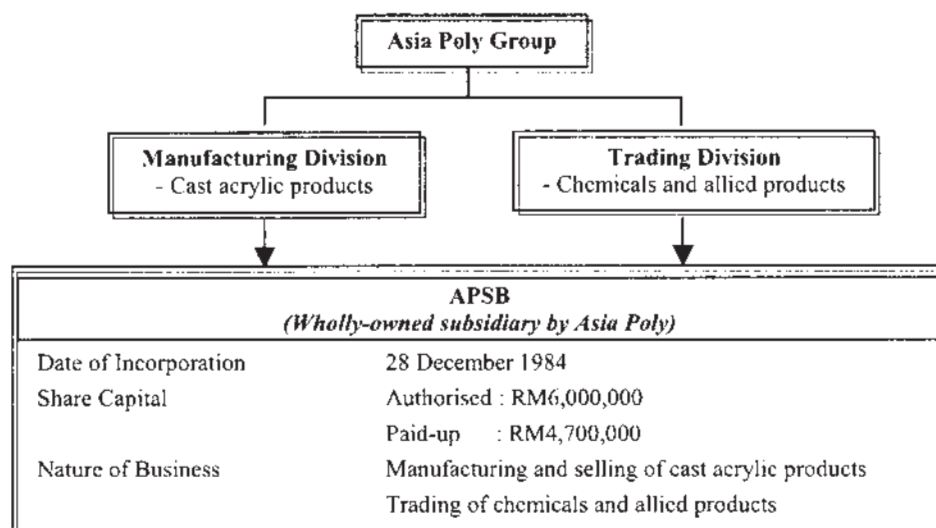 Asia Poly Group
Manufacturing Division
- Cast acrylic products
Trading Division
- Chemicals and allied products
APSB
(Wholly-owned subsidiary by Asia Poly)
Date of Incorporation 28 December 1984
Share Capital Authorised : RM6,000,000
Paid-up : RM4,700,000
Nature of Business Manufacturing and selling of cast acrylic products
Trading of chemicals and allied products